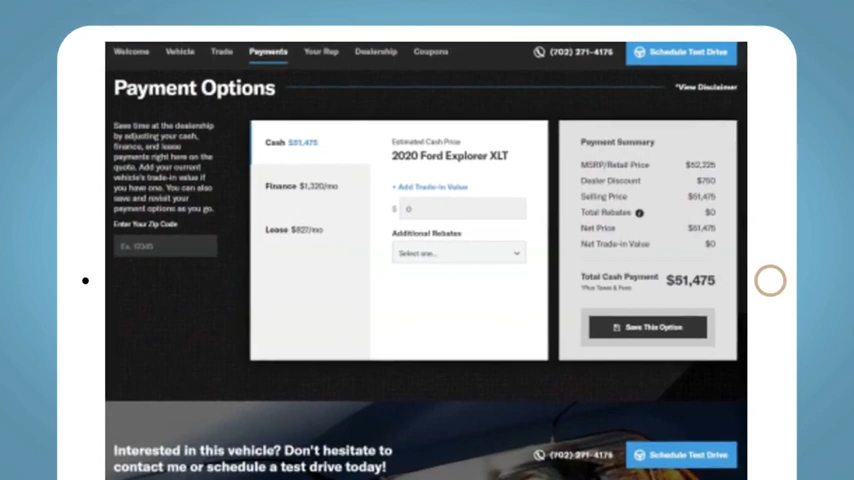 Welcome Vehicle Trade Payments Your Rep Dealership Coupons (702) 271-4175 Schedule Test Drive
Payment Options
*View Disclaimer
Save time at the dealership
by adjusting your cash,
finance, and lease
payments right here on the
quote. Add your current
vehicle's trade-in value if
you have one. You can also
save and revisit your
payment options as you go.
Enter Your Zip Code
Ex. 12345
Cash $51,475
Finance $1,320/mo
Lease $827/mo
Estimated Cash Price
2020 Ford Explorer XLT
+ Add Trade-in Value
$ 0
Additional Rebates
Select one...
Payment Summary
MSRP/Retail Price $52,225
Dealer Discount $750
Selling Price $51,475
Total Rebates i $0
Net Price $51,475
Net Trade-in Value $0
Total Cash Payment $51,475
*Plus Taxes & Fees
Save This Option
Interested in this vehicle? Don't hesitate to
contact me or schedule a test drive today!
(702) 271-4175 Schedule Test Drive